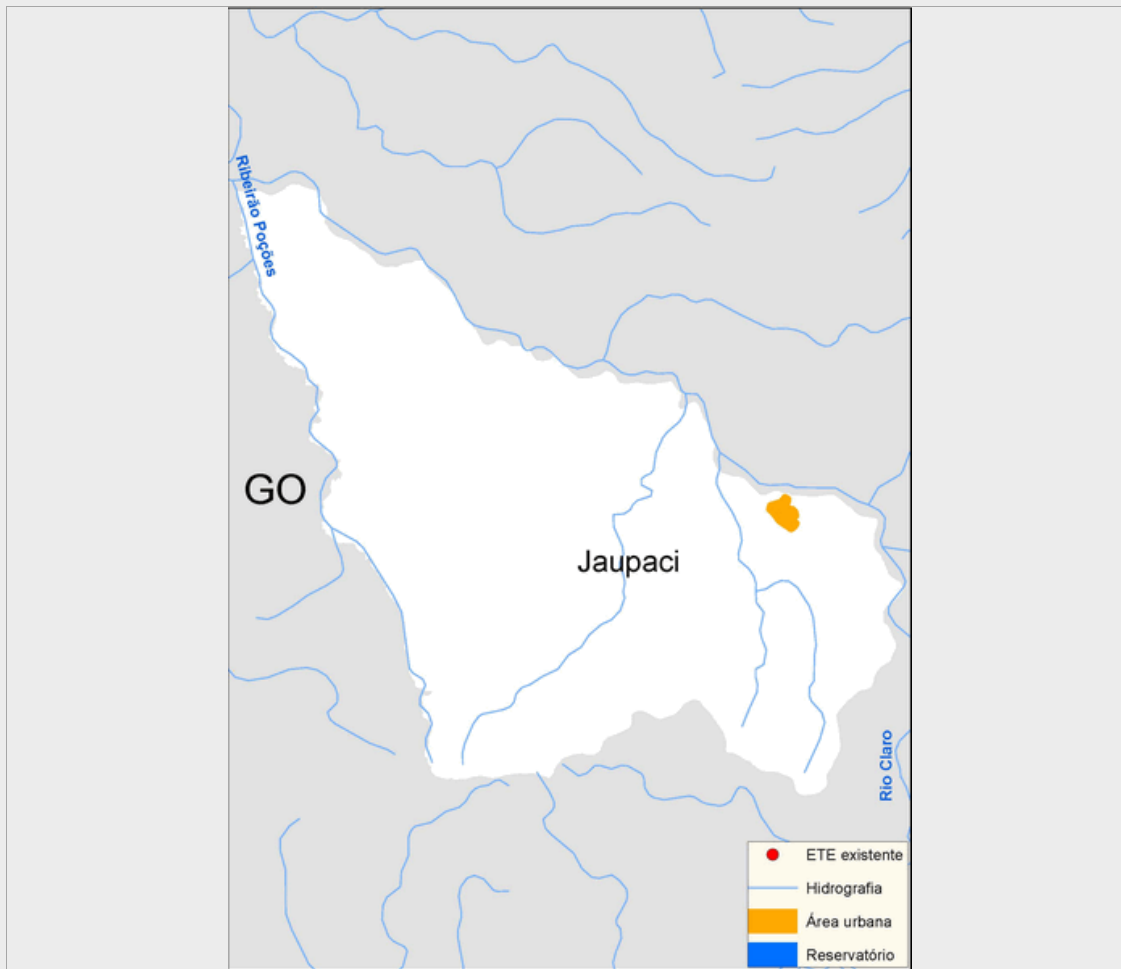 Ribeirão Poções
GO
Jaupaci
Rio Claro
ETE existente
Hidrografia
Área urbana
Reservatório